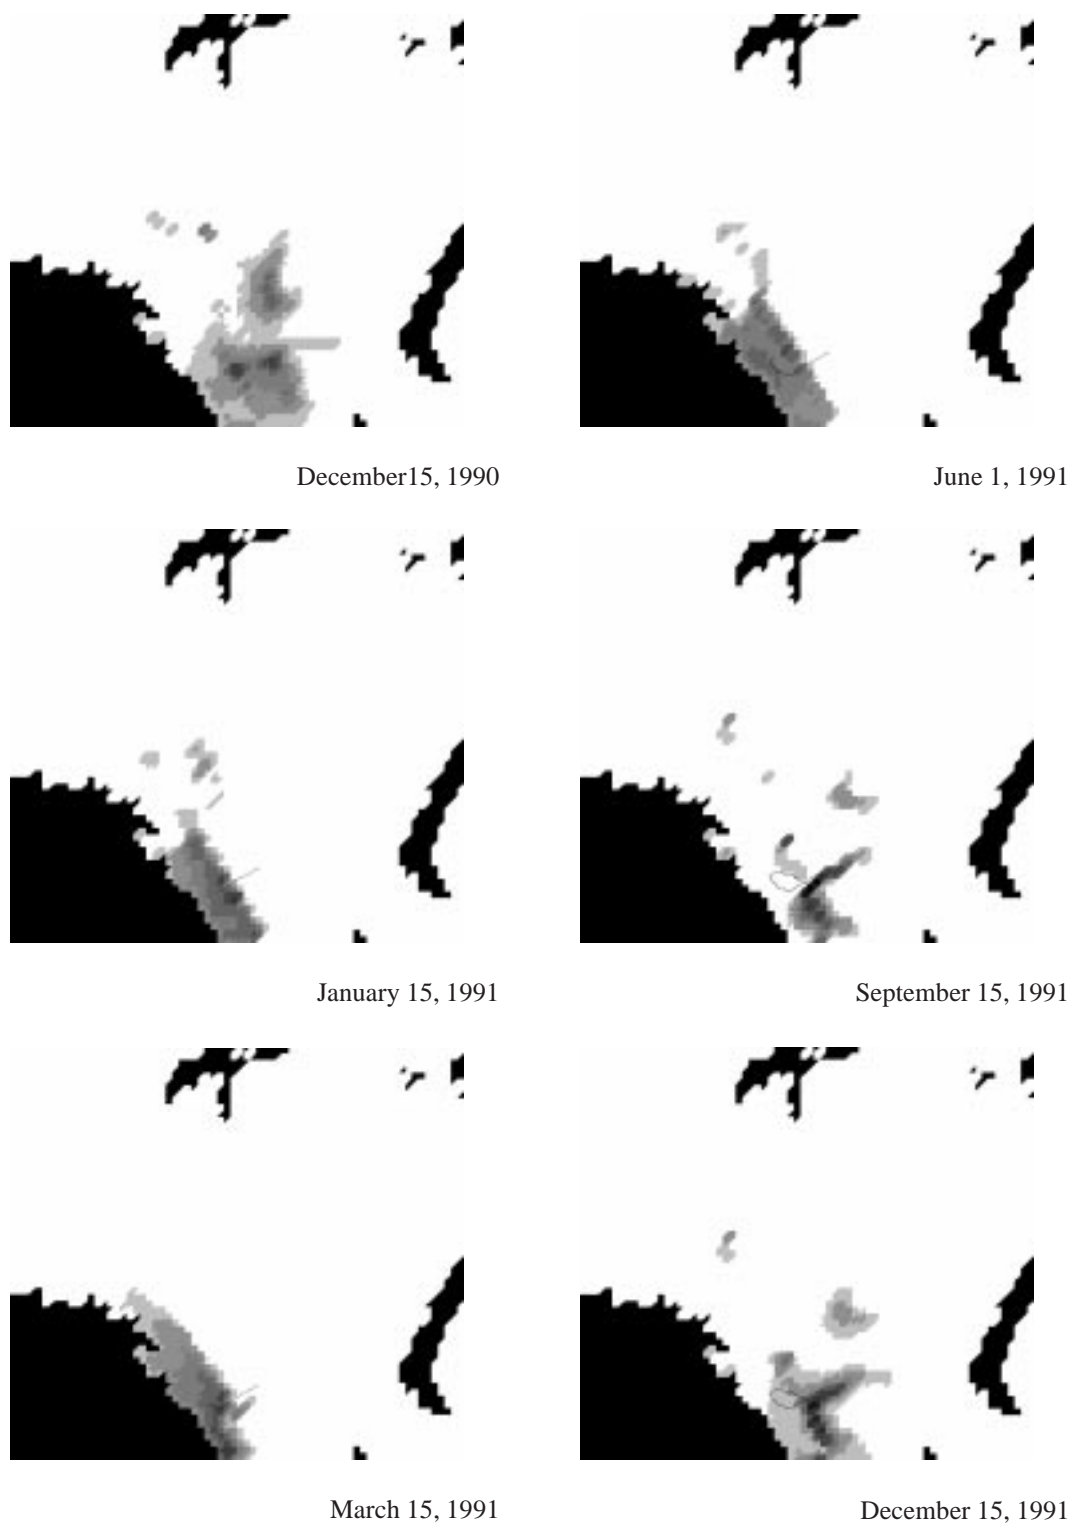 December15, 1990
June 1, 1991
January 15, 1991
September 15, 1991
March 15, 1991
December 15, 1991